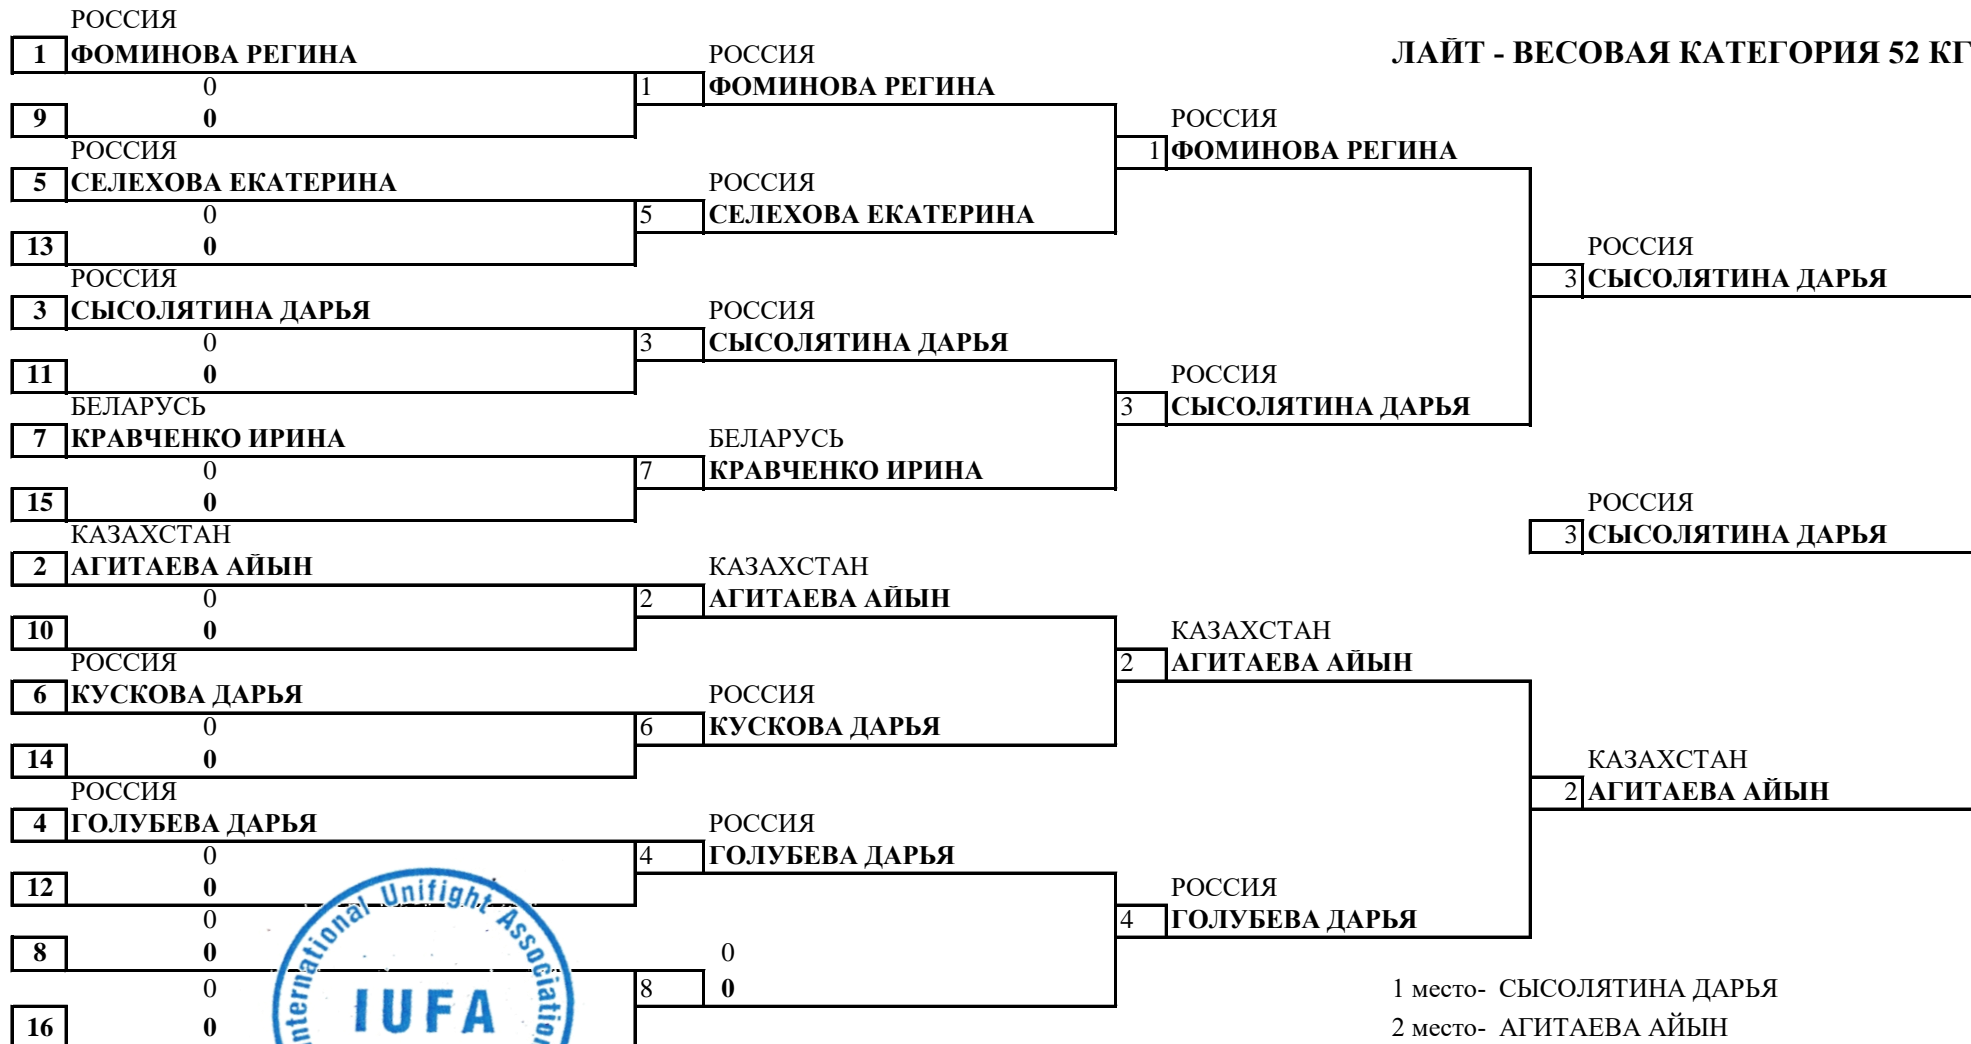 РОССИЯ
1 ФОМИНОВА РЕГИНА РОССИЯ ЛАЙТ - ВЕСОВАЯ КАТЕГОРИЯ 52 КГ
0 1 ФОМИНОВА РЕГИНА
9 0 РОССИЯ
РОССИЯ 1 ФОМИНОВА РЕГИНА
5 СЕЛЕХОВА ЕКАТЕРИНА РОССИЯ
0 5 СЕЛЕХОВА ЕКАТЕРИНА
13 0 РОССИЯ
РОССИЯ 3 СЫСОЛЯТИНА ДАРЬЯ
3 СЫСОЛЯТИНА ДАРЬЯ РОССИЯ
0 3 СЫСОЛЯТИНА ДАРЬЯ
11 0 РОССИЯ
БЕЛАРУСЬ 3 СЫСОЛЯТИНА ДАРЬЯ
7 КРАВЧЕНКО ИРИНА БЕЛАРУСЬ
0 7 КРАВЧЕНКО ИРИНА
15 0 РОССИЯ
КАЗАХСТАН 3 СЫСОЛЯТИНА ДАРЬЯ
2 АГИТАЕВА АЙЫН КАЗАХСТАН
0 2 АГИТАЕВА АЙЫН
10 0 КАЗАХСТАН
РОССИЯ 2 АГИТАЕВА АЙЫН
6 КУСКОВА ДАРЬЯ РОССИЯ
0 6 КУСКОВА ДАРЬЯ
14 0 КАЗАХСТАН
РОССИЯ 2 АГИТАЕВА АЙЫН
4 ГОЛУБЕВА ДАРЬЯ РОССИЯ
0 4 ГОЛУБЕВА ДАРЬЯ
12 0 РОССИЯ
0 4 ГОЛУБЕВА ДАРЬЯ
8 0 0
0 8 0 1 место- СЫСОЛЯТИНА ДАРЬЯ
16 0 2 место- АГИТАЕВА АЙЫН
International Unifight Association
IUFA